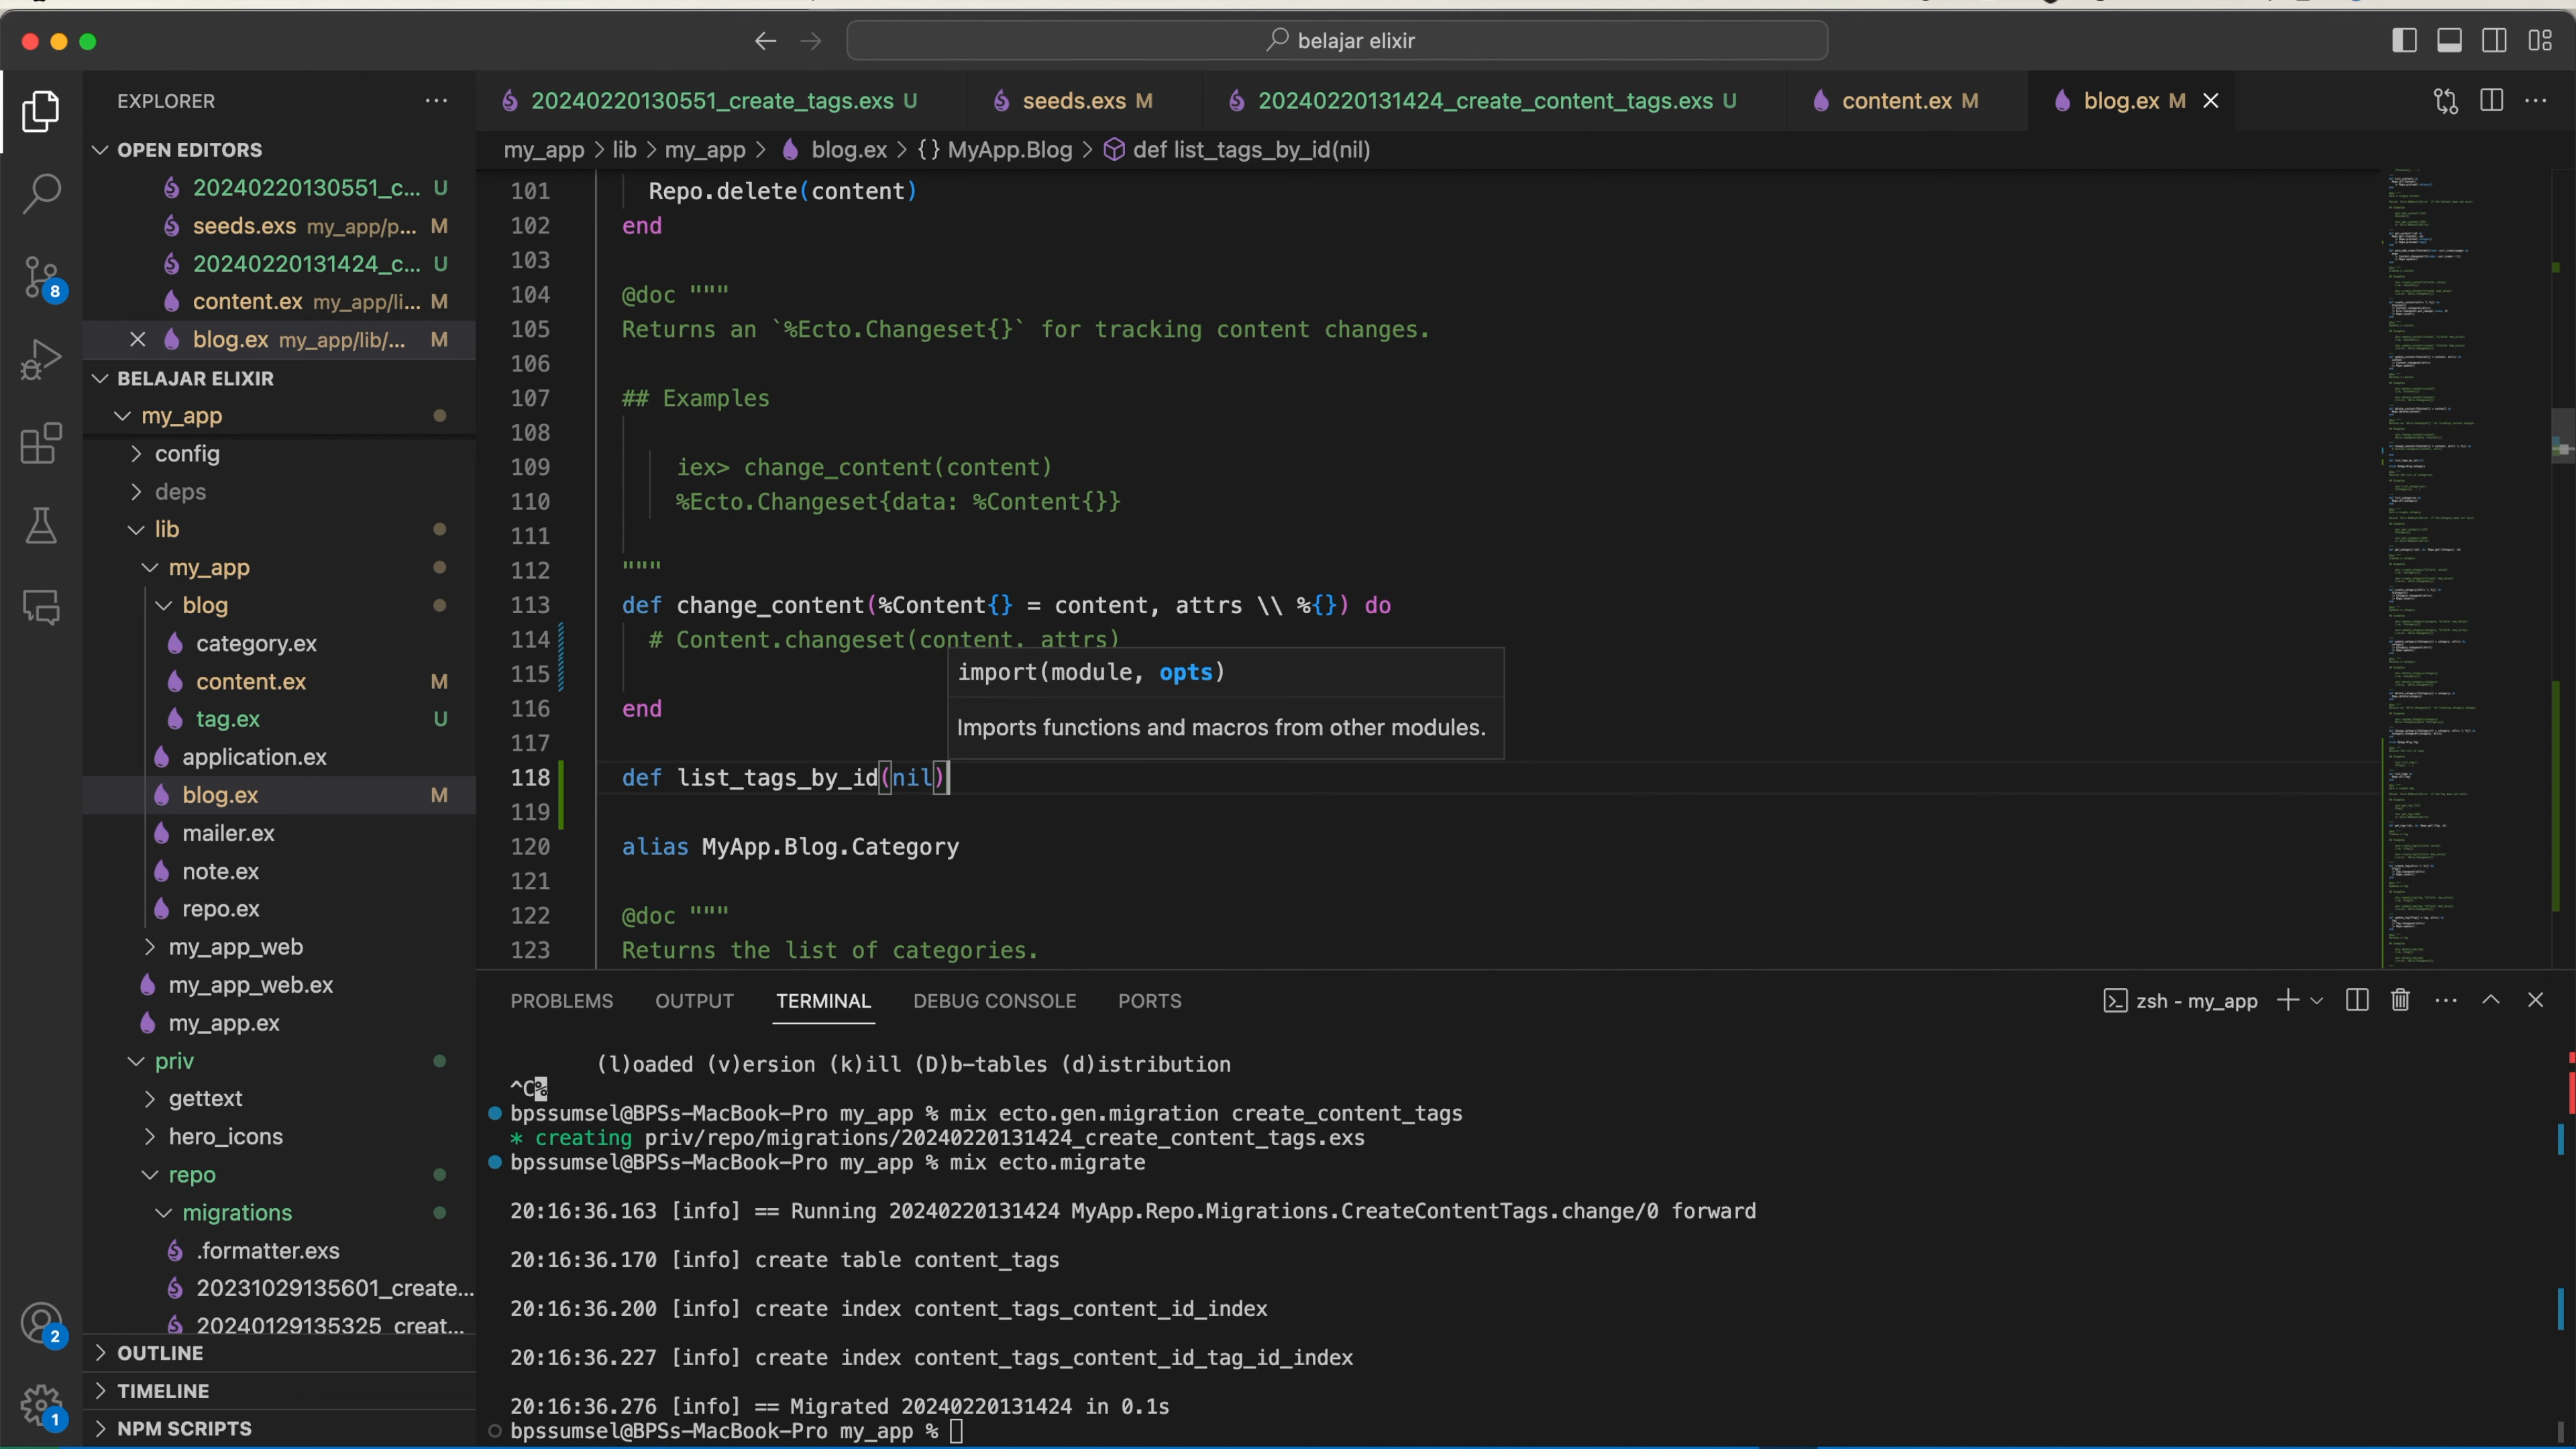 belajar elixir
EXPLORER
OPEN EDITORS
20240220130551_c... U
seeds.exs my_app/p... M
20240220131424_c... U
content.ex my_app/li... M
blog.ex my_app/lib/... M
BELAJAR ELIXIR
my_app
config
deps
lib
my_app
blog
category.ex
content.ex M
tag.ex U
application.ex
blog.ex M
mailer.ex
note.ex
repo.ex
my_app_web
my_app_web.ex
my_app.ex
priv
gettext
hero_icons
repo
migrations
.formatter.exs
20231029135601_create...
20240129135325_creat...
OUTLINE
TIMELINE
NPM SCRIPTS
8
2
1
20240220130551_create_tags.exs U
seeds.exs M
20240220131424_create_content_tags.exs U
content.ex M
blog.ex M
my_app > lib > my_app > blog.ex > {} MyApp.Blog > def list_tags_by_id(nil)
101 Repo.delete(content)
102 end
103
104 @doc """
105 Returns an `%Ecto.Changeset{}` for tracking content changes.
106
107 ## Examples
108
109 iex> change_content(content)
110 %Ecto.Changeset{data: %Content{}}
111
112 """
113 def change_content(%Content{} = content, attrs \\ %{}) do
114 # Content.changeset(content, attrs)
115
116 end
117
118 def list_tags_by_id(nil)
119
120 alias MyApp.Blog.Category
121
122 @doc """
123 Returns the list of categories.
import(module, opts)
Imports functions and macros from other modules.
PROBLEMS OUTPUT TERMINAL DEBUG CONSOLE PORTS
zsh - my_app
(l)oaded (v)ersion (k)ill (D)b-tables (d)istribution
^C%
bpssumsel@BPSs-MacBook-Pro my_app % mix ecto.gen.migration create_content_tags
* creating priv/repo/migrations/20240220131424_create_content_tags.exs
bpssumsel@BPSs-MacBook-Pro my_app % mix ecto.migrate
20:16:36.163 [info] == Running 20240220131424 MyApp.Repo.Migrations.CreateContentTags.change/0 forward
20:16:36.170 [info] create table content_tags
20:16:36.200 [info] create index content_tags_content_id_index
20:16:36.227 [info] create index content_tags_content_id_tag_id_index
20:16:36.276 [info] == Migrated 20240220131424 in 0.1s
bpssumsel@BPSs-MacBook-Pro my_app %